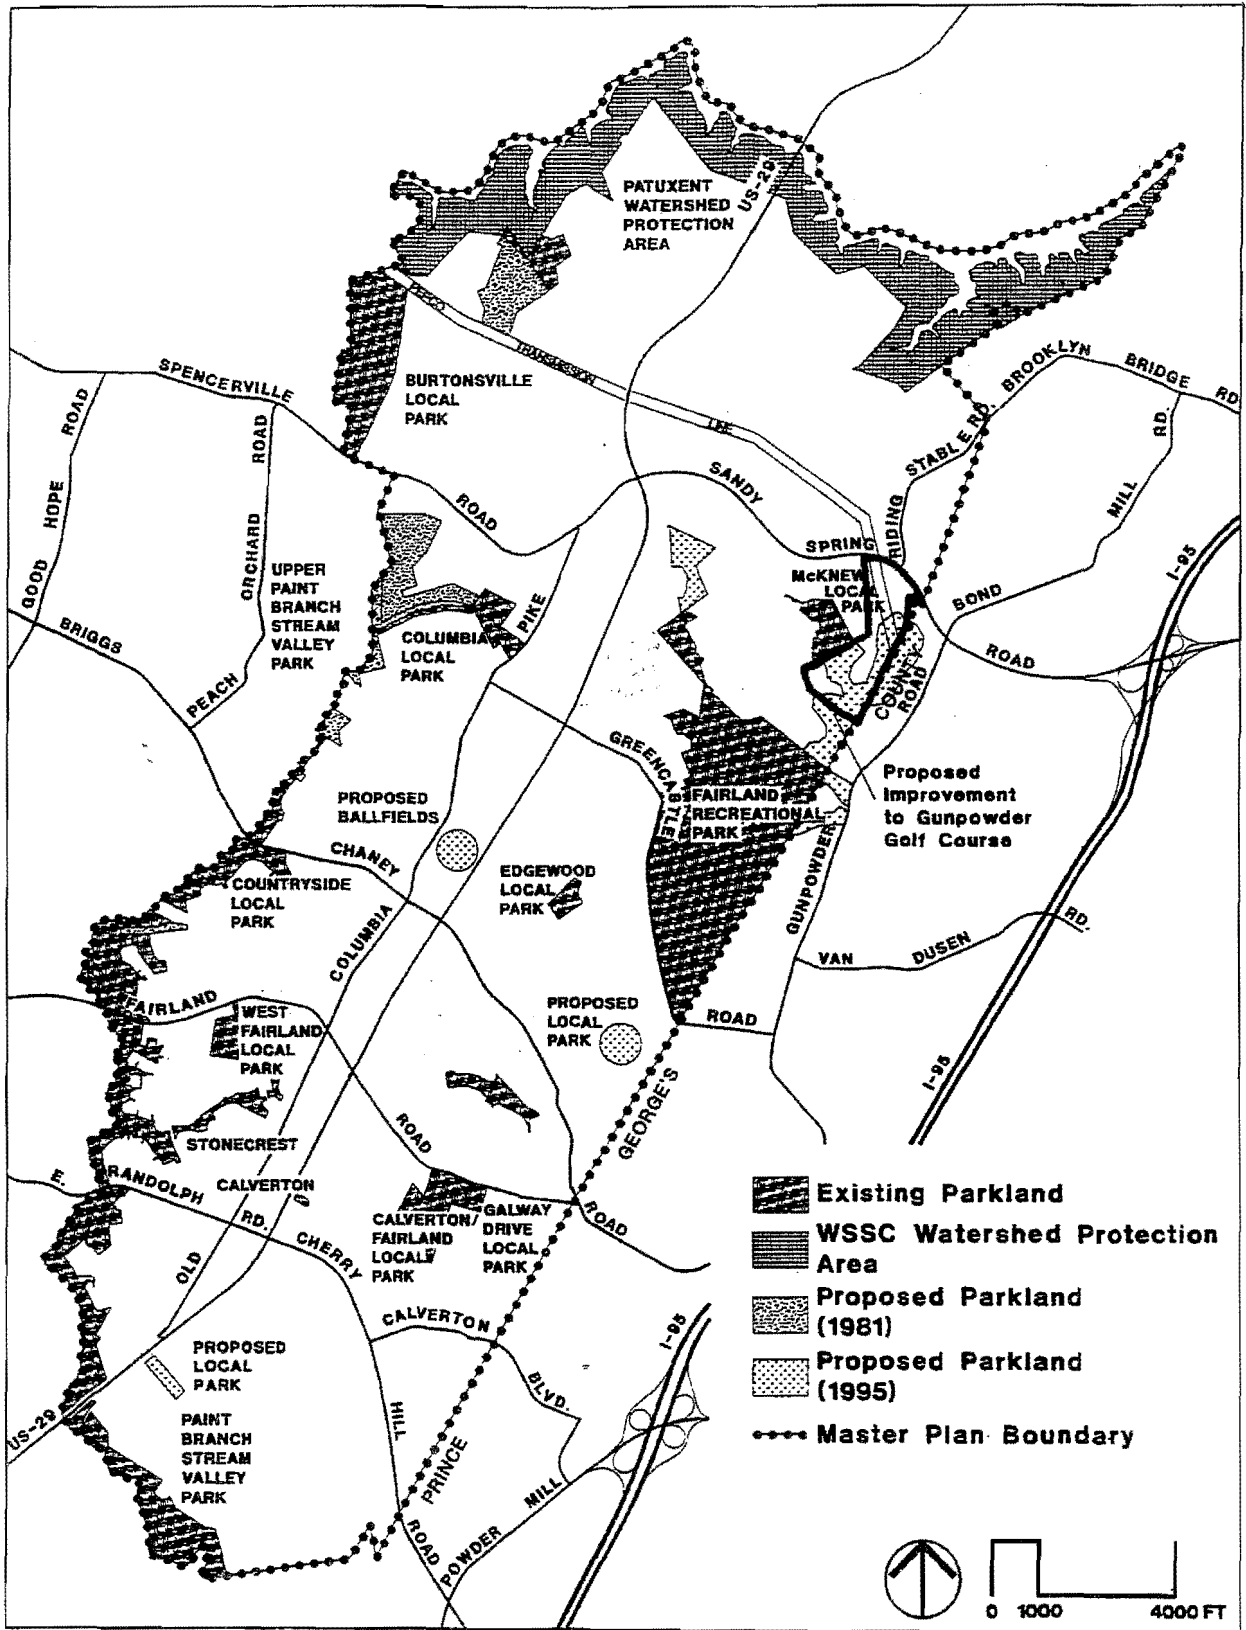 PATUXENT
WATERSHED
PROTECTION
AREA
US-29
PEPCO
TRANSMISSION
LINE
BURTONSVILLE
LOCAL
PARK
SPENCERVILLE
ROAD
GOOD HOPE ROAD
ORCHARD ROAD
PEACH
BRIGGS
UPPER
PAINT
BRANCH
STREAM
VALLEY
PARK
COLUMBIA
LOCAL
PARK
PIKE
SANDY
SPRING
ROAD
RIDING
STABLE RD.
BROOKLYN
BRIDGE
RD
MILL
RD.
BOND
I-95
McKNEW
LOCAL
PARK
COUNTY
ROAD
GREENCASTLE
FAIRLAND
RECREATIONAL
PARK
Proposed
Improvement
to Gunpowder
Golf Course
GUNPOWDER
PROPOSED
BALLFIELDS
CHANEY
COUNTRYSIDE
LOCAL
PARK
EDGEWOOD
LOCAL
PARK
COLUMBIA
VAN
DUSEN
RD.
FAIRLAND
WEST
FAIRLAND
LOCAL
PARK
PROPOSED
LOCAL
PARK
ROAD
GEORGE'S
I-95
STONECREST
ROAD
E.
RANDOLPH
RD.
CALVERTON
CHERRY
CALVERTON/
FAIRLAND
LOCAL
PARK
GALWAY
DRIVE
LOCAL
PARK
ROAD
OLD
CALVERTON
BLVD.
I-95
PROPOSED
LOCAL
PARK
US-29
PAINT
BRANCH
STREAM
VALLEY
PARK
HILL
PRINCE
ROAD
POWDER
MILL
Existing Parkland
WSSC Watershed Protection
Area
Proposed Parkland
(1981)
Proposed Parkland
(1995)
Master Plan Boundary
0 1000 4000 FT